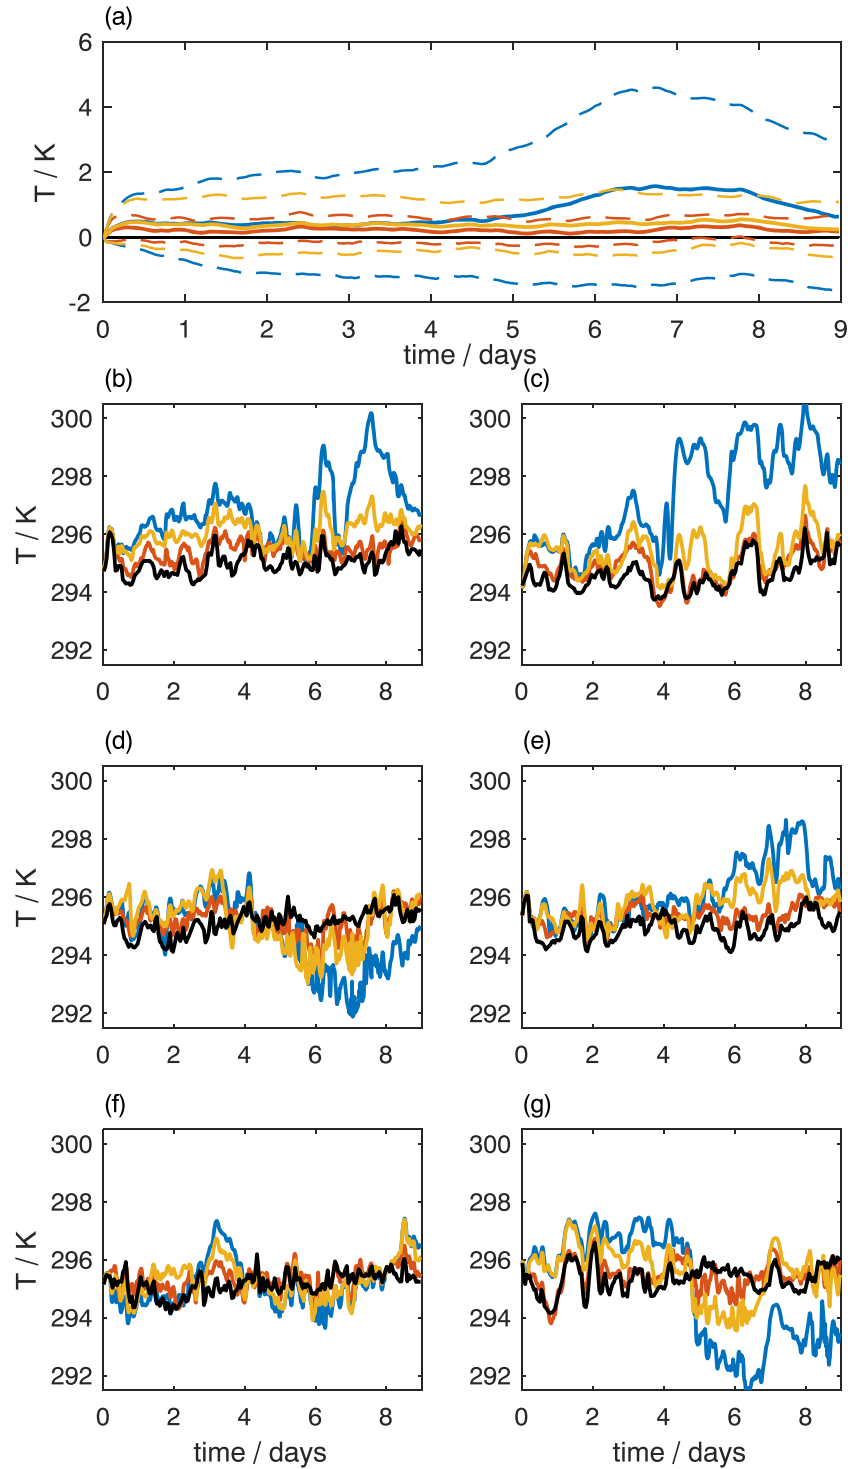 (a)
6
4
2
0
-2
T / K
0 1 2 3 4 5 6 7 8 9
time / days
(b) (c)
300 300
298 298
296 296
294 294
292 292
T / K
0 2 4 6 8 0 2 4 6 8
(d) (e)
300 300
298 298
296 296
294 294
292 292
T / K
0 2 4 6 8 0 2 4 6 8
(f) (g)
300 300
298 298
296 296
294 294
292 292
T / K
0 2 4 6 8 0 2 4 6 8
time / days time / days